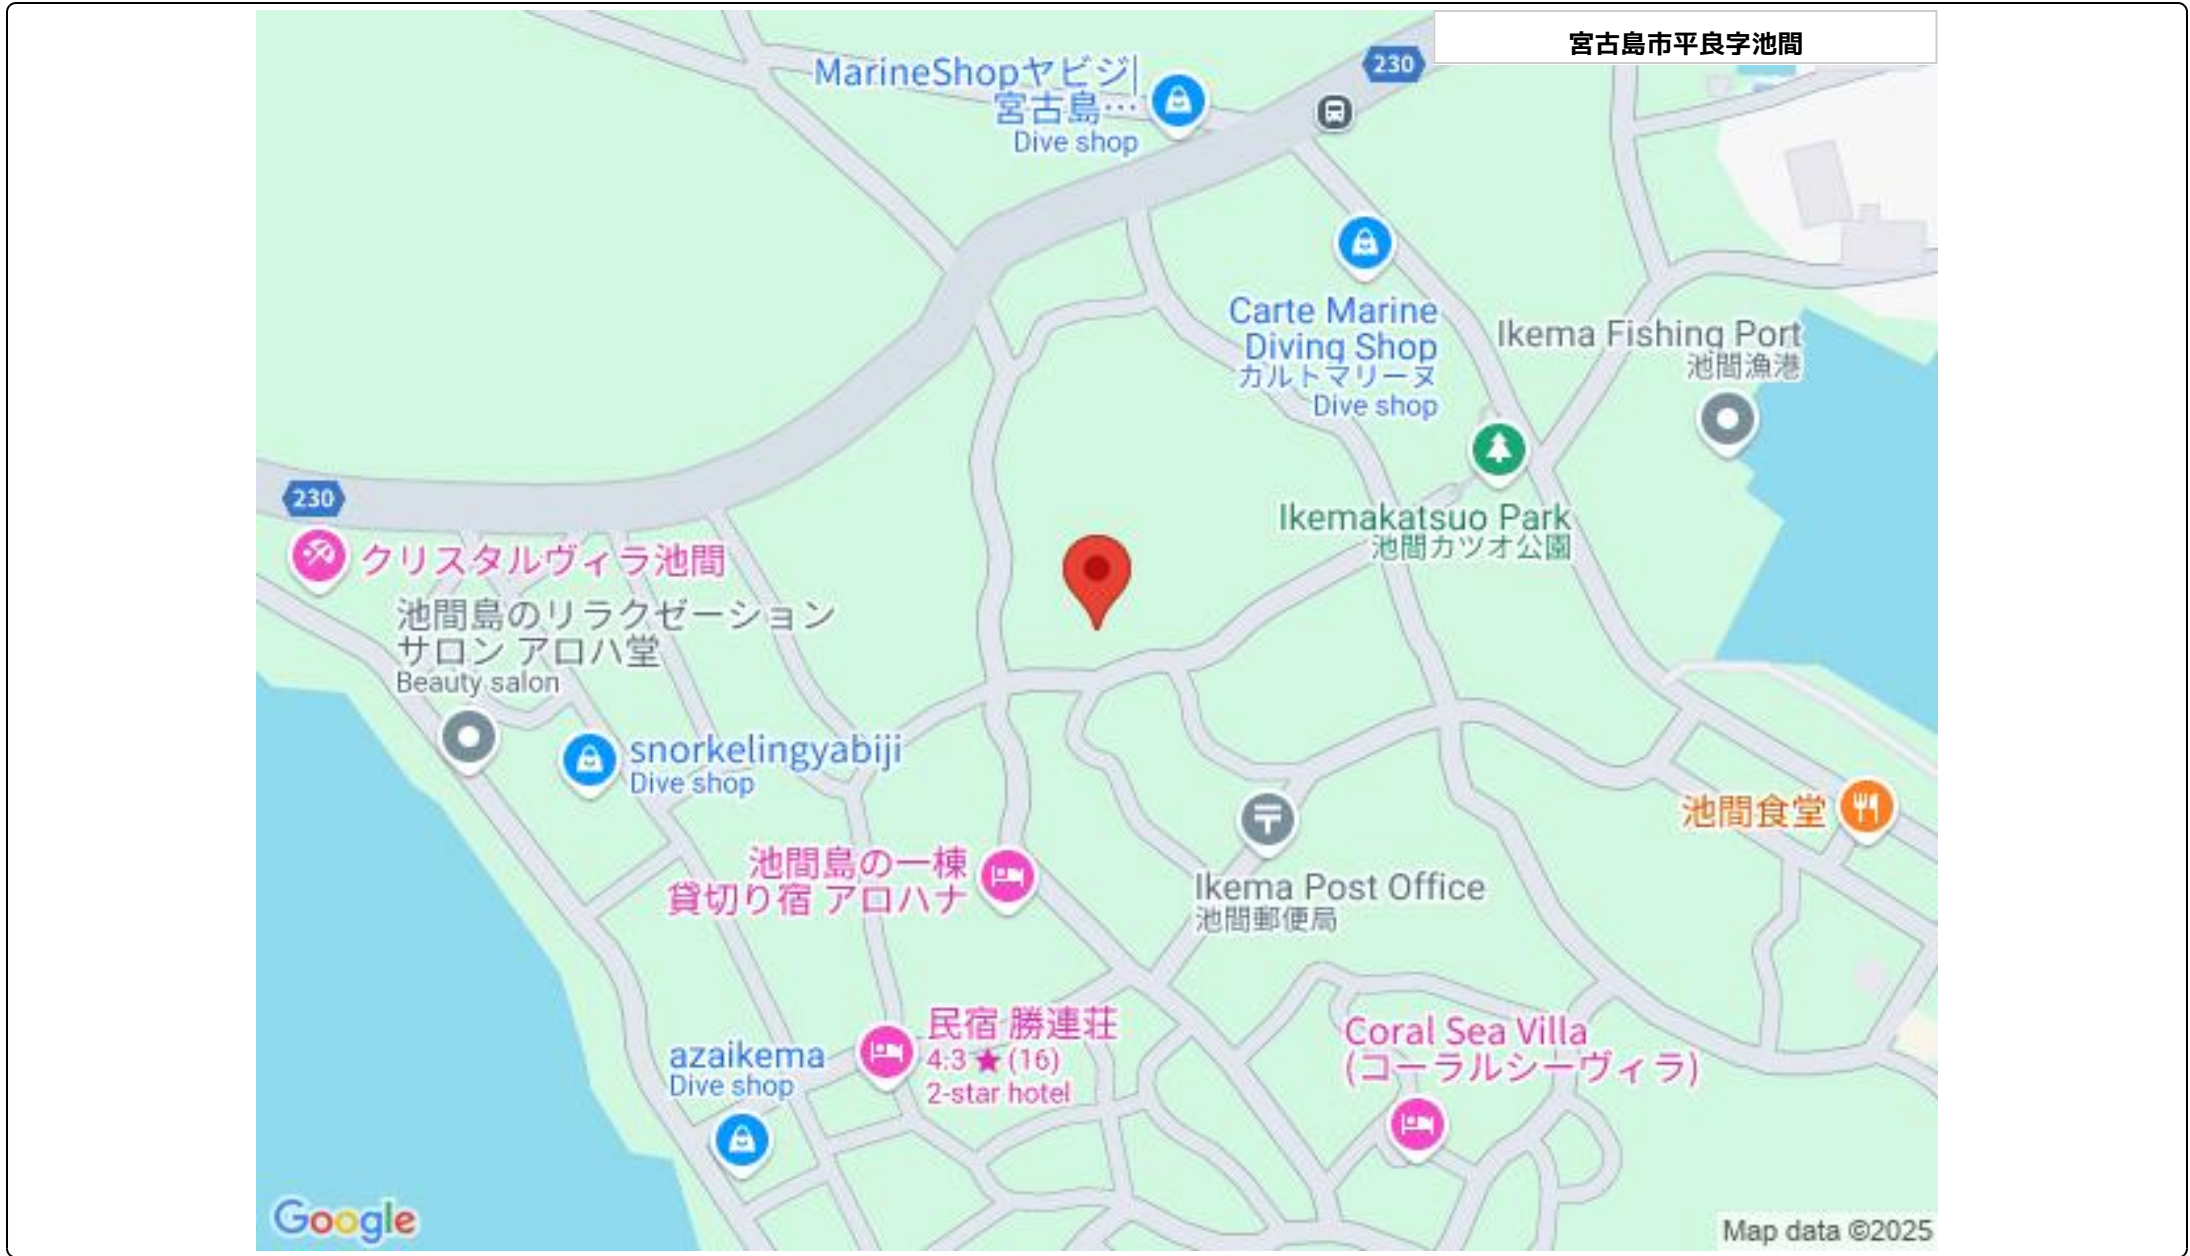 宮古島市平良字池間
230
MarineShopヤビジ|
宮古島…
Dive shop
Carte Marine
Diving Shop
カルトマリーヌ
Dive shop
Ikema Fishing Port
池間漁港
230
Ikemakatsuo Park
池間カツオ公園
クリスタルヴィラ池間
池間島のリラクゼーション
サロン アロハ堂
Beauty salon
snorkelingyabiji
Dive shop
池間食堂
池間島の一棟
貸切り宿 アロハナ
Ikema Post Office
池間郵便局
民宿 勝連荘
4.3 ★ (16)
2-star hotel
Coral Sea Villa
(コーラルシーヴィラ)
azaikema
Dive shop
Google
Map data ©2025